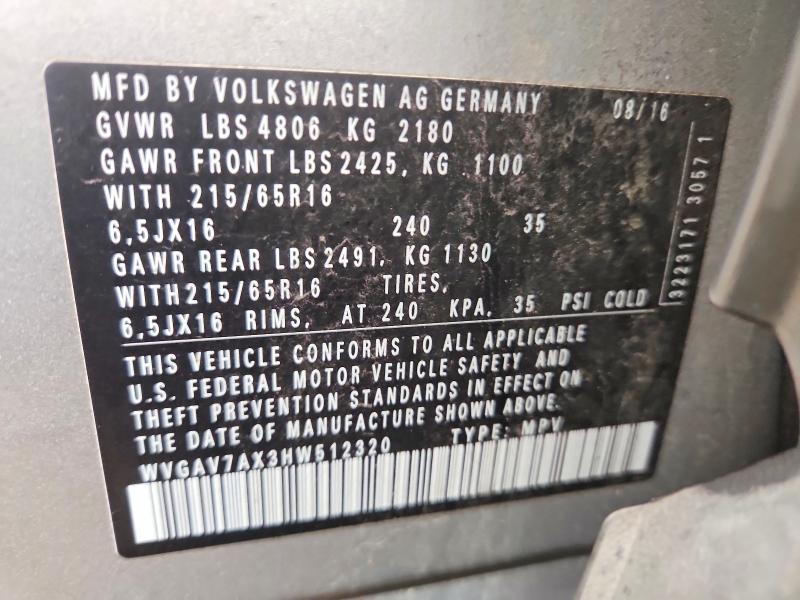 MFD BY VOLKSWAGEN AG GERMANY 08/16
GVWR LBS 4806 KG 2180
GAWR FRONT LBS 2425, KG 1100
WITH 215/65R16
6,5JX16 240 35
GAWR REAR LBS 2491, KG 1130
WITH 215/65R16 TIRES,
6,5JX16 RIMS, AT 240 KPA, 35 PSI COLD
THIS VEHICLE CONFORMS TO ALL APPLICABLE
U.S. FEDERAL MOTOR VEHICLE SAFETY AND
THEFT PREVENTION STANDARDS IN EFFECT ON
THE DATE OF MANUFACTURE SHOWN ABOVE.
WVGAV7AX3HW512320 TYPE: MPV
3223171 3057 1